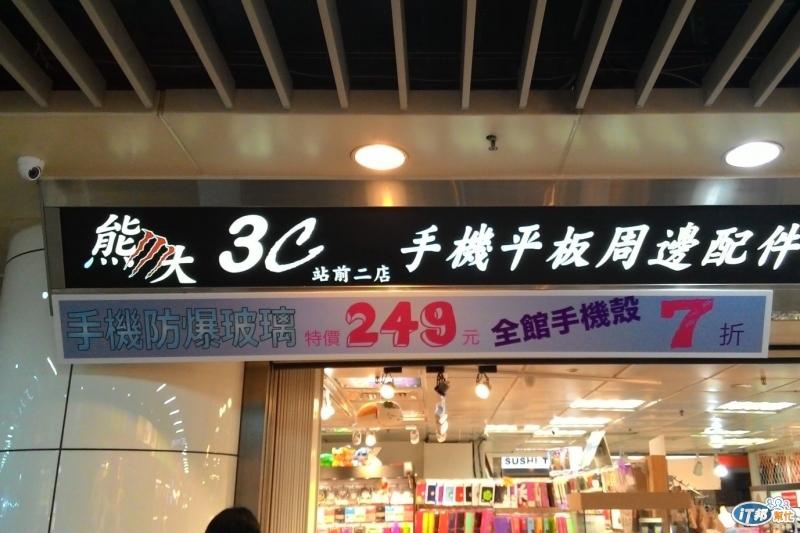 熊大 3C 站前二店 手機平板周邊配件
手機防爆玻璃 特價 249 元 全館手機殼 7 折
SUSHI T
iT邦幫忙